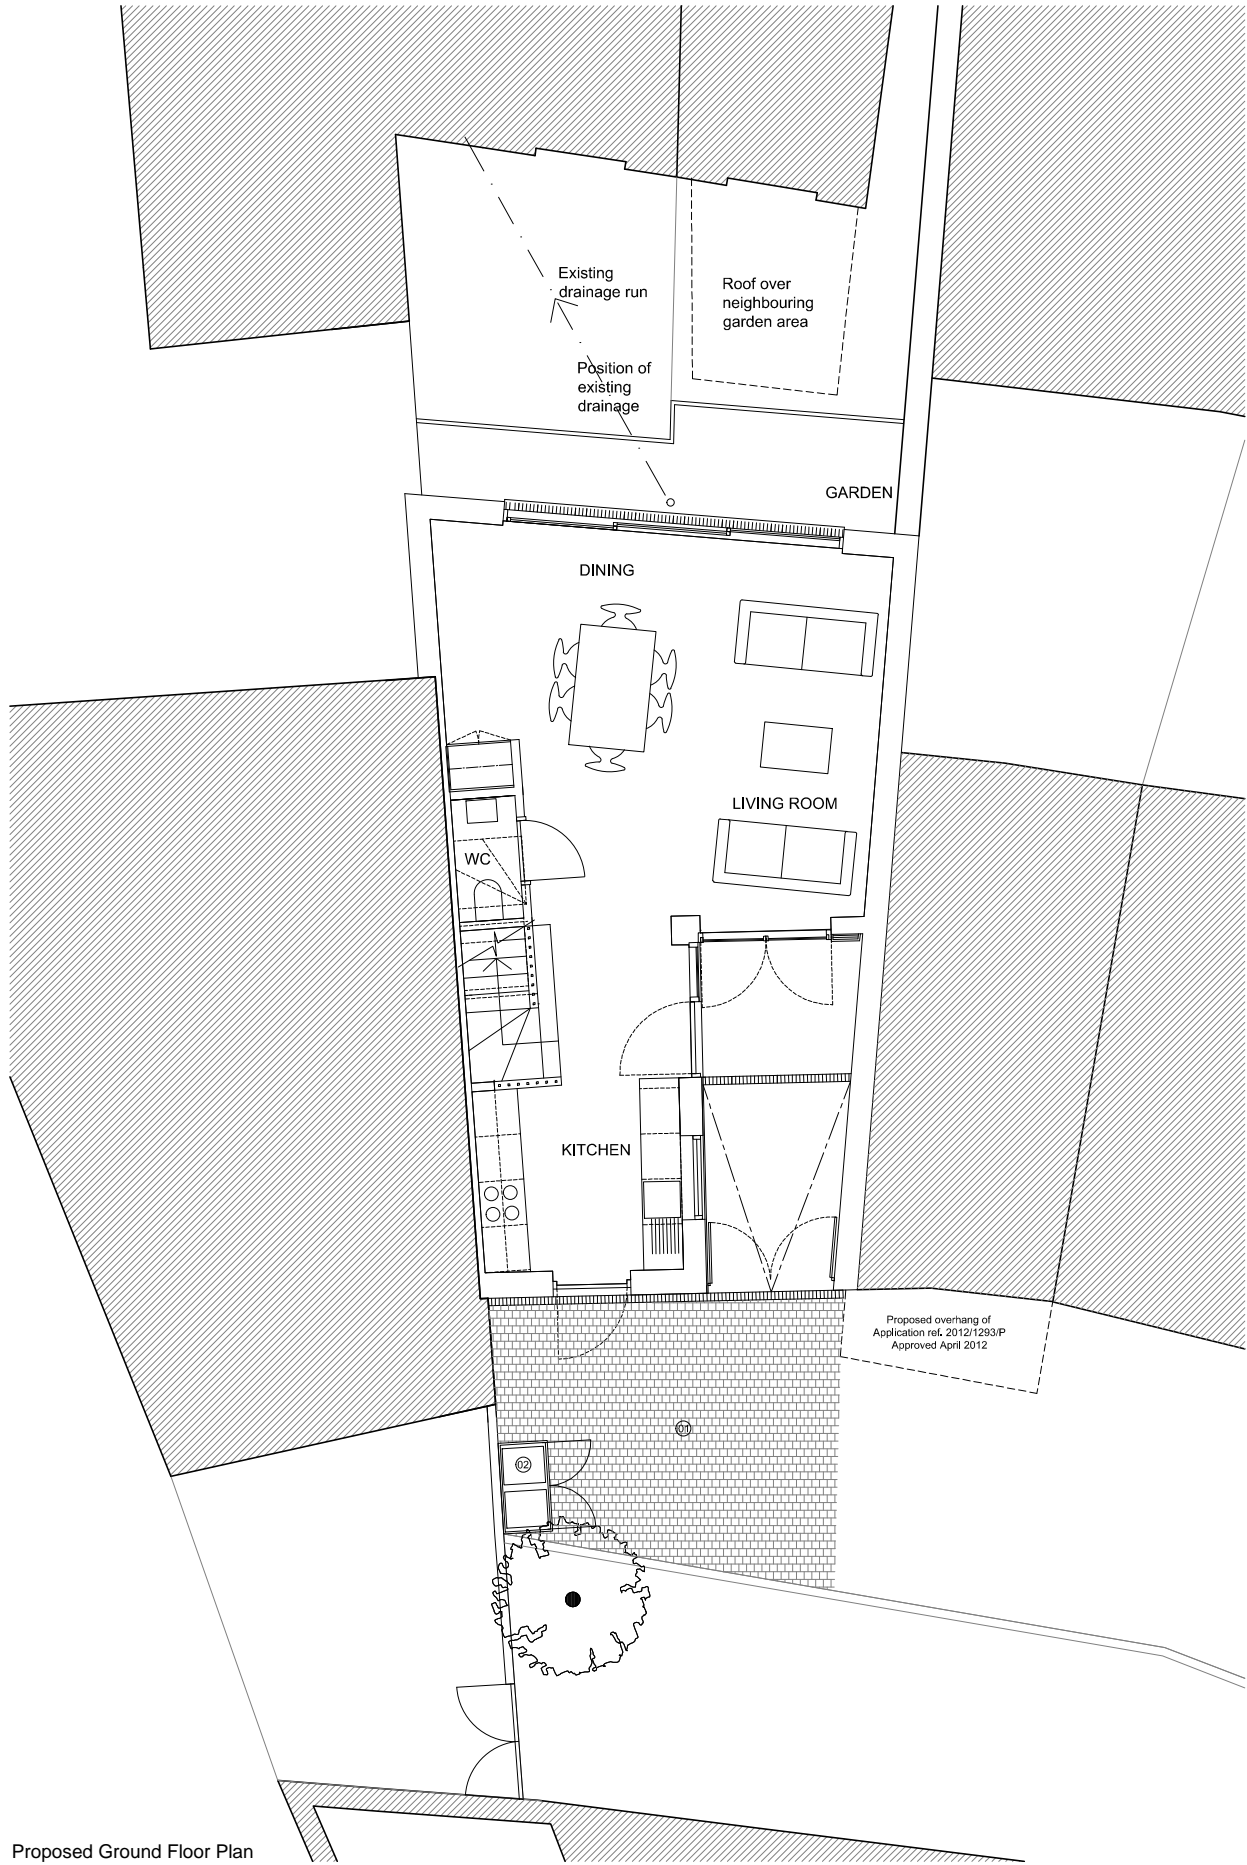 Existing
drainage run
Roof over
neighbouring
garden area
Position of
existing
drainage
GARDEN
DINING
LIVING ROOM
WC
KITCHEN
Proposed overhang of
Application ref. 2012/1293/P
Approved April 2012
01
02
Proposed Ground Floor Plan